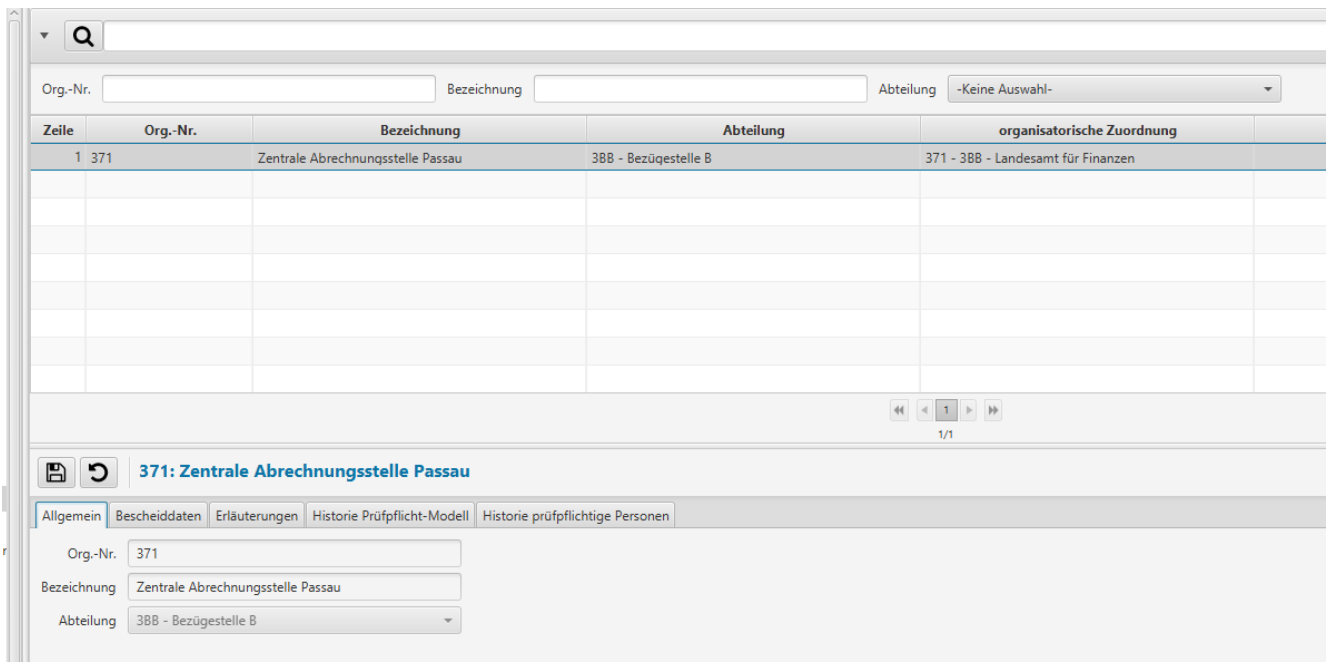 Org.-Nr. Bezeichnung Abteilung -Keine Auswahl-
Zeile Org.-Nr. Bezeichnung Abteilung organisatorische Zuordnung
1 371 Zentrale Abrechnungsstelle Passau 3BB - Bezügestelle B 371 - 3BB - Landesamt für Finanzen
1
1/1
371: Zentrale Abrechnungsstelle Passau
Allgemein Bescheiddaten Erläuterungen Historie Prüfpflicht-Modell Historie prüfpflichtige Personen
Org.-Nr. 371
Bezeichnung Zentrale Abrechnungsstelle Passau
Abteilung 3BB - Bezügestelle B